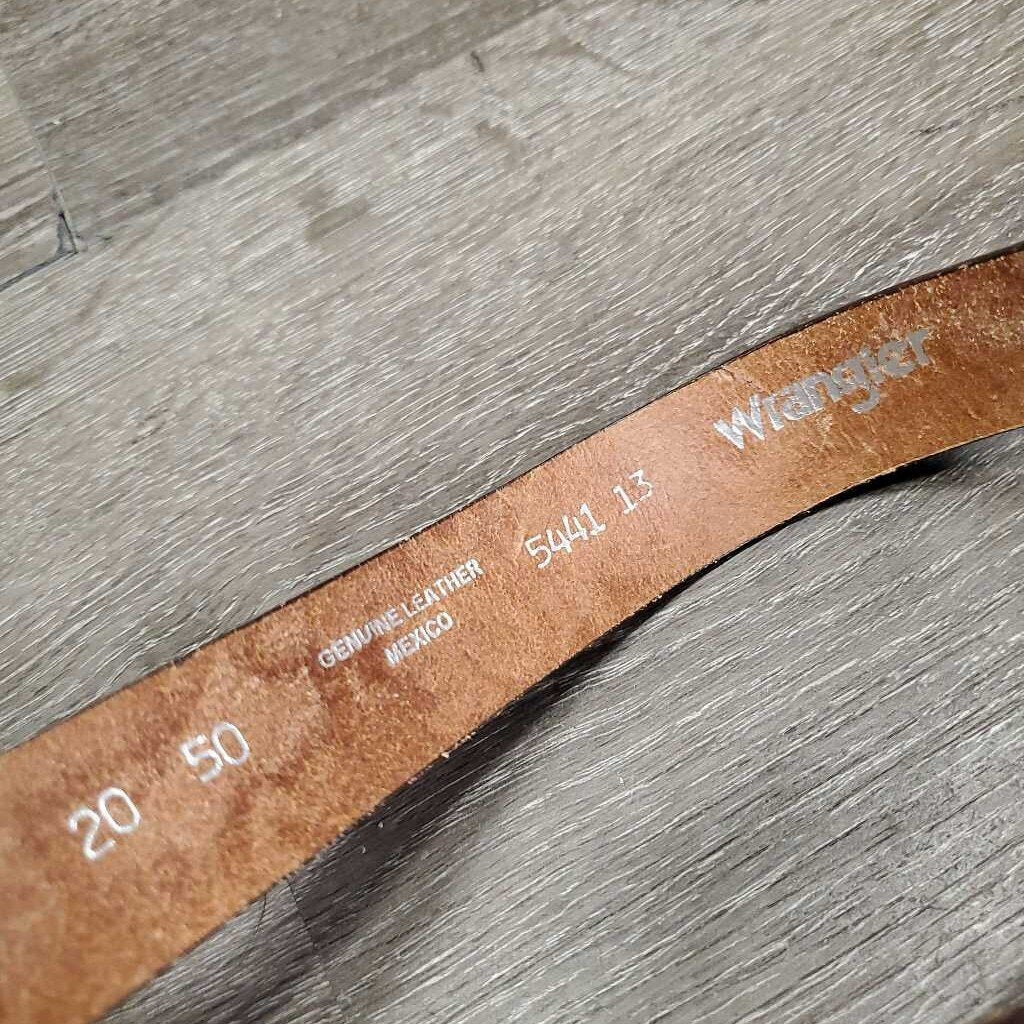 20 50
GENUINE LEATHER
MEXICO
5441 13
Wrangler